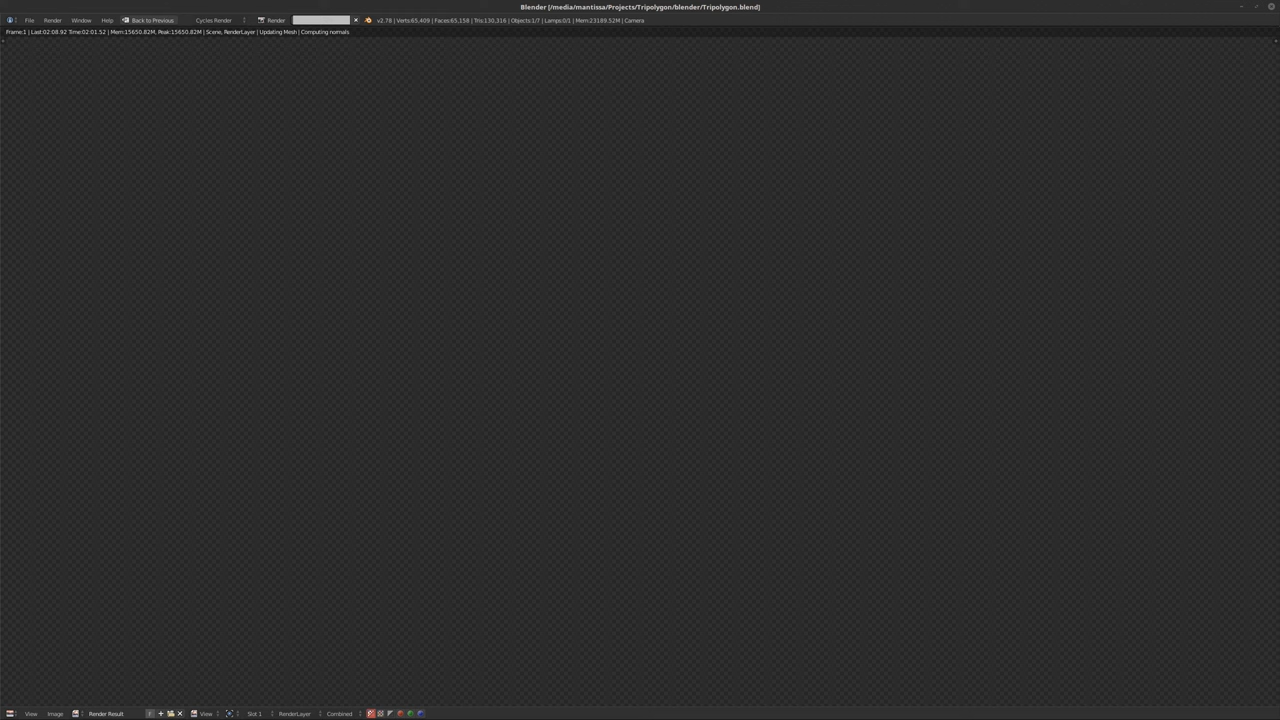 Blender [/media/mantissa/Projects/Tripolygon/blender/Tripolygon.blend]
File Render Window Help Back to Previous Cycles Render Render v2.78 | Verts:65,409 | Faces:65,158 | Tris:130,316 | Objects:1/7 | Lamps:0/1 | Mem:23189.52M | Camera
Frame:1 | Last:02:08.92 Time:02:01.52 | Mem:15650.82M, Peak:15650.82M | Scene, RenderLayer | Updating Mesh | Computing normals
View Image Render Result F View Slot 1 RenderLayer Combined